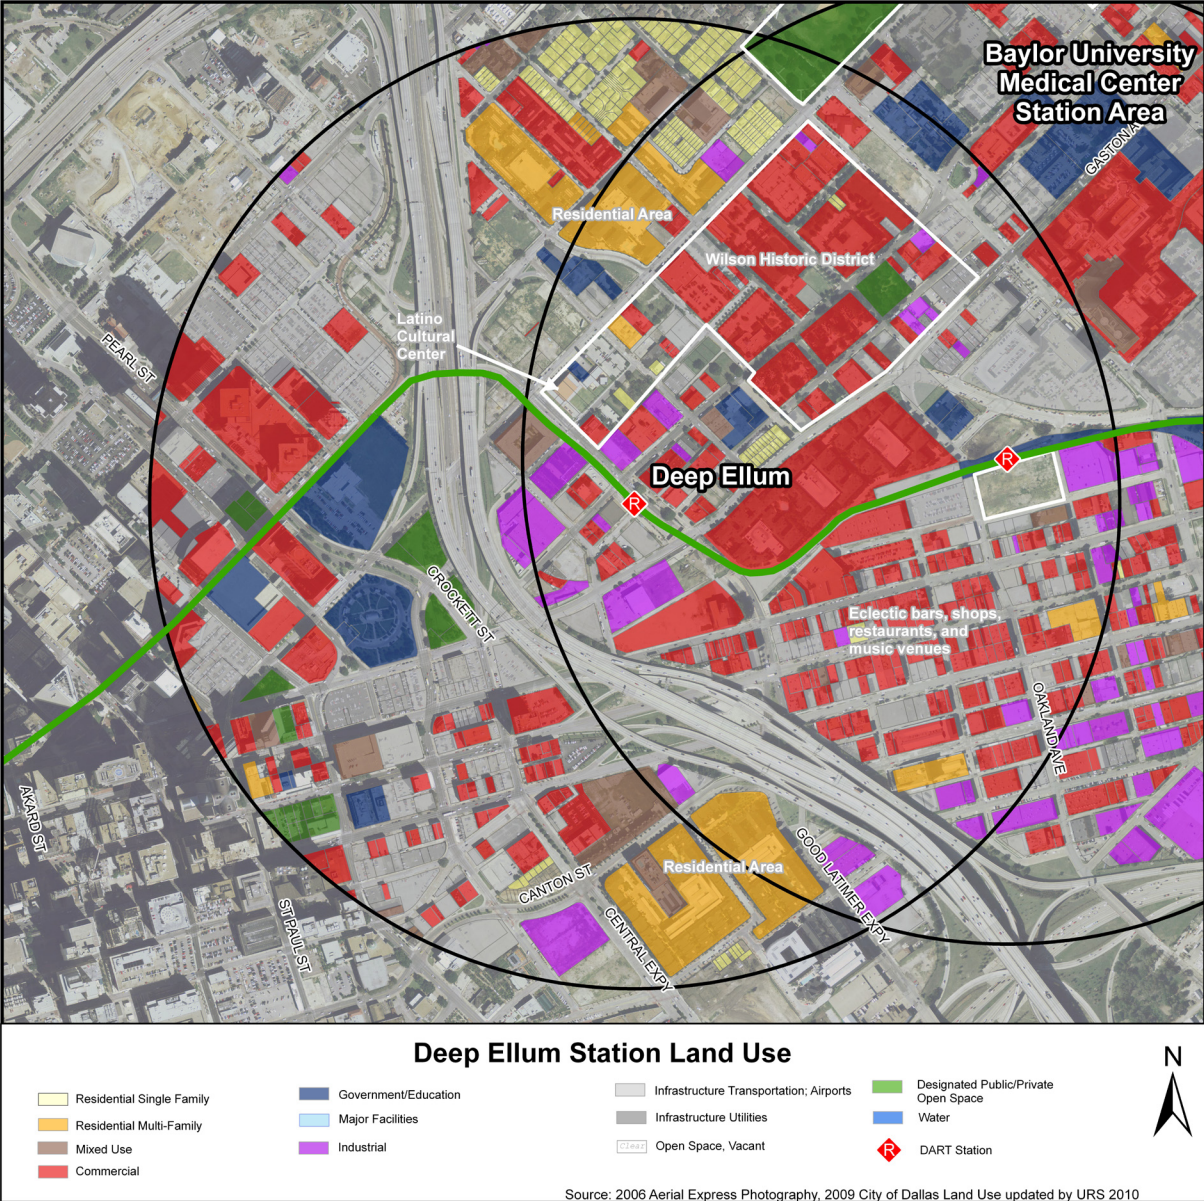 Baylor University
Medical Center
Station Area
GASTON A
Residential Area
Wilson Historic District
Latino
Cultural
Center
PEARL ST
Deep Ellum
R
R
CROCKETT ST
Eclectic bars, shops,
restaurants, and
music venues
OAKLAND AVE
AKARD ST
Residential Area
GOOD LATIMER EXPY
CANTON ST
CENTRAL EXPY
ST PAUL ST
Deep Ellum Station Land Use
N
Residential Single Family
Residential Multi-Family
Mixed Use
Commercial
Government/Education
Major Facilities
Industrial
Infrastructure Transportation; Airports
Infrastructure Utilities
Clear
Open Space, Vacant
Designated Public/Private
Open Space
Water
R
DART Station
Source: 2006 Aerial Express Photography, 2009 City of Dallas Land Use updated by URS 2010